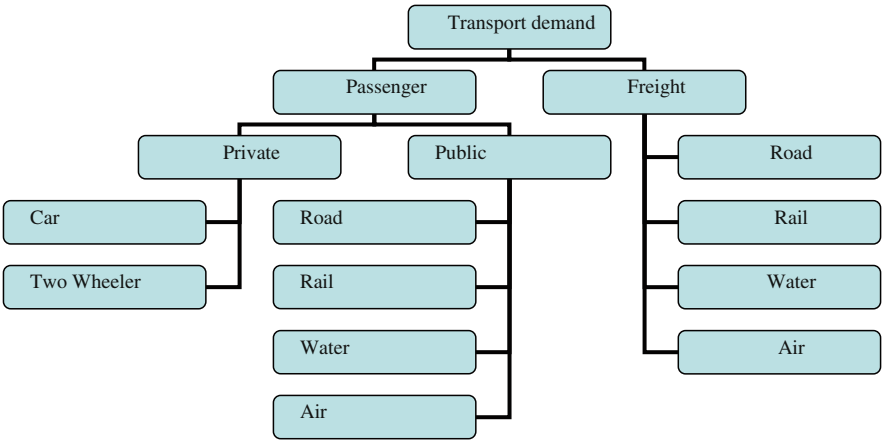 Transport demand
Passenger
Freight
Private
Public
Road
Car
Road
Rail
Two Wheeler
Rail
Water
Water
Air
Air